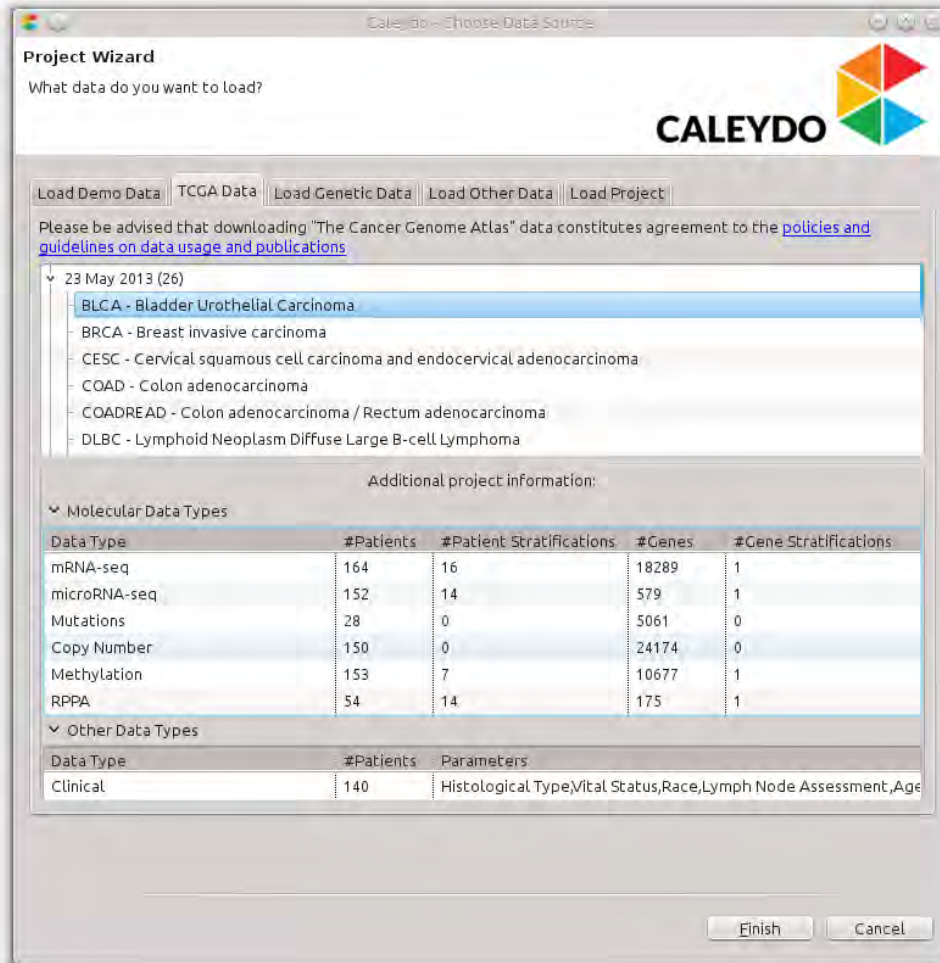 Caleydo - Choose Data Source
Project Wizard
What data do you want to load?
CALEYDO
Load Demo Data TCGA Data Load Genetic Data Load Other Data Load Project
Please be advised that downloading "The Cancer Genome Atlas" data constitutes agreement to the policies and
guidelines on data usage and publications
23 May 2013 (26)
BLCA - Bladder Urothelial Carcinoma
BRCA - Breast invasive carcinoma
CESC - Cervical squamous cell carcinoma and endocervical adenocarcinoma
COAD - Colon adenocarcinoma
COADREAD - Colon adenocarcinoma / Rectum adenocarcinoma
DLBC - Lymphoid Neoplasm Diffuse Large B-cell Lymphoma
Additional project information:
Molecular Data Types
Data Type #Patients #Patient Stratifications #Genes #Gene Stratifications
mRNA-seq 164 16 18289 1
microRNA-seq 152 14 579 1
Mutations 28 0 5061 0
Copy Number 150 0 24174 0
Methylation 153 7 10677 1
RPPA 54 14 175 1
Other Data Types
Data Type #Patients Parameters
Clinical 140 Histological Type,Vital Status,Race,Lymph Node Assessment,Age
Finish Cancel